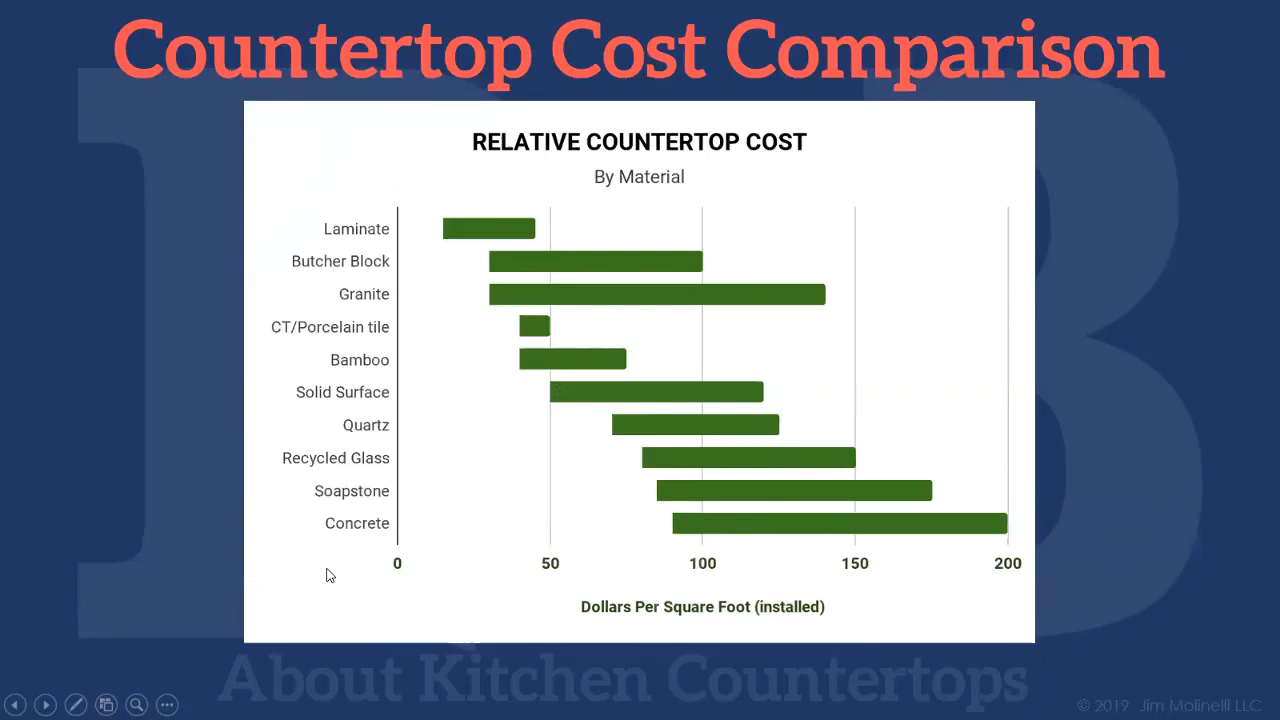 Countertop Cost Comparison
RELATIVE COUNTERTOP COST
By Material
Laminate
Butcher Block
Granite
CT/Porcelain tile
Bamboo
Solid Surface
Quartz
Recycled Glass
Soapstone
Concrete
0 50 100 150 200
Dollars Per Square Foot (installed)
About Kitchen Countertops
© 2019 Jim Molinelli LLC